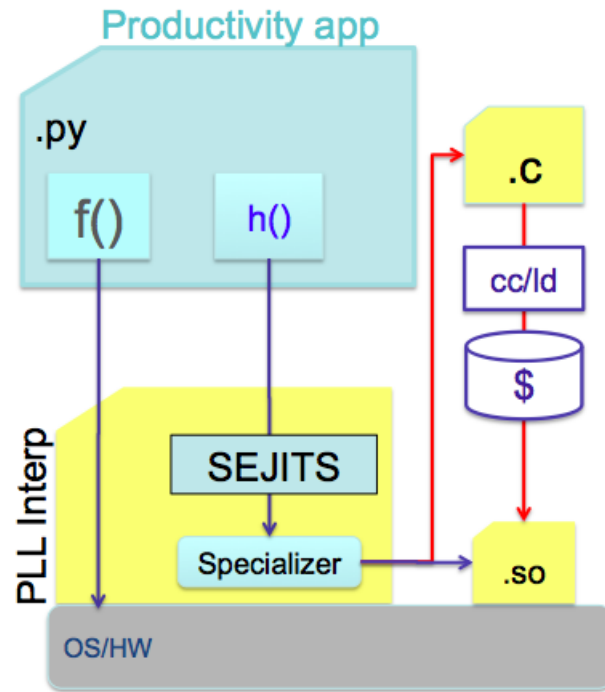 Productivity app
.py
f()
h()
.c
cc/ld
$
PLL Interp
SEJITS
Specializer
.so
OS/HW